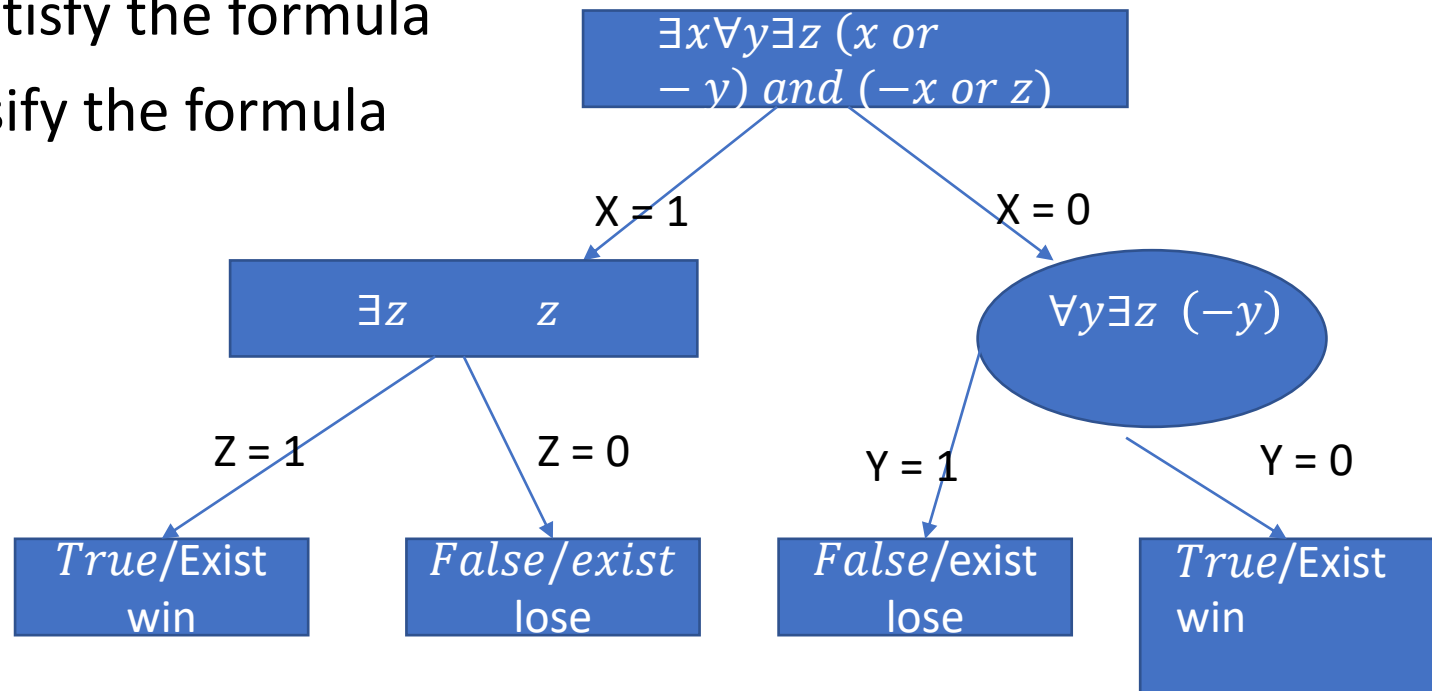 tisfy the formula
sify the formula
∃x∀y∃z (x or
− y) and (−x or z)
X = 1
X = 0
∃z z
∀y∃z (−y)
Z = 1
Z = 0
Y = 1
Y = 0
True/Exist
win
False/exist
lose
False/exist
lose
True/Exist
win